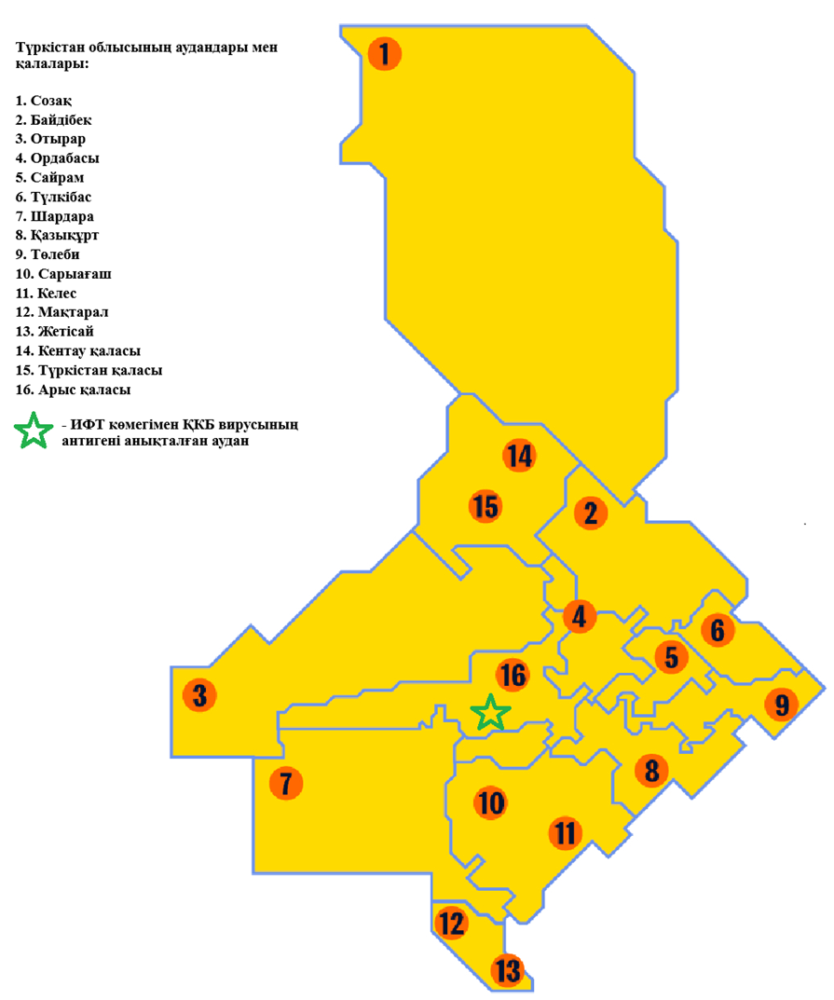 Түркістан облысының аудандары мен
қалалары:
1. Созақ
2. Байдібек
3. Отырар
4. Ордабасы
5. Сайрам
6. Түлкібас
7. Шардара
8. Қазықұрт
9. Төлеби
10. Сарыағаш
11. Келес
12. Мақтарал
13. Жетісай
14. Кентау қаласы
15. Түркістан қаласы
16. Арыс қаласы
- ИФТ көмегімен ҚКБ вирусының
антигені анықталған аудан
1
14
15
2
4
6
5
16
3
9
8
7
10
11
12
13